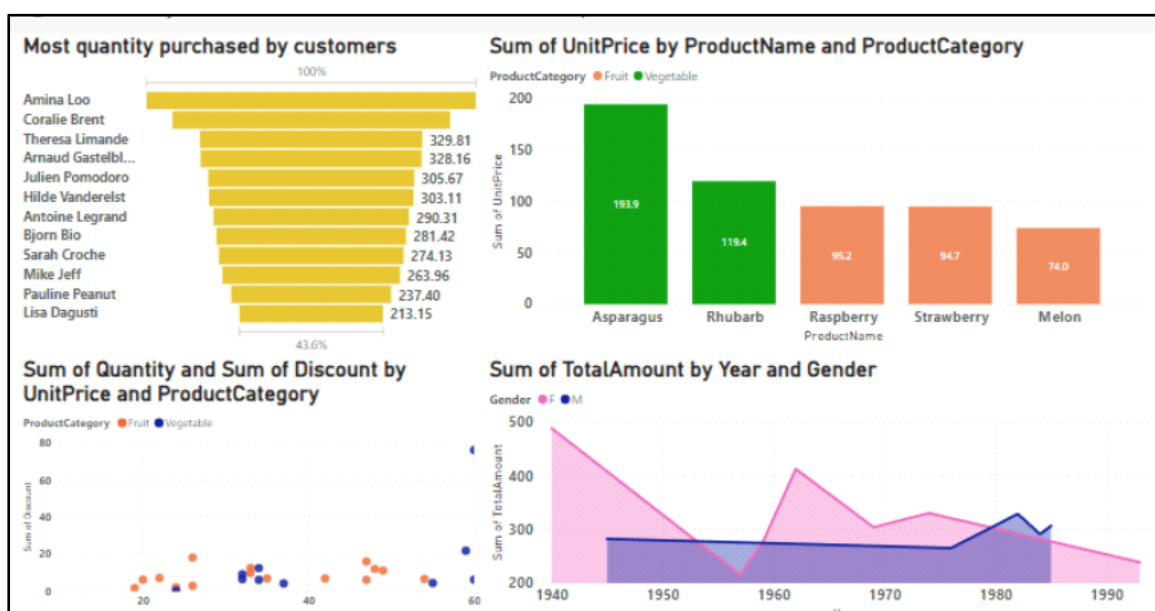 Most quantity purchased by customers
100%
Amina Loo
Coralie Brent
Theresa Limande 329.81
Arnaud Gastelbl... 328.16
Julien Pomodoro 305.67
Hilde Vanderelst 303.11
Antoine Legrand 290.31
Bjorn Bio 281.42
Sarah Croche 274.13
Mike Jeff 263.96
Pauline Peanut 237.40
Lisa Dagusti 213.15
43.6%
Sum of UnitPrice by ProductName and ProductCategory
ProductCategory Fruit Vegetable
Sum of UnitPrice
200
150
100
50
0
193.9
119.4
95.2
94.7
74.0
Asparagus Rhubarb Raspberry Strawberry Melon
ProductName
Sum of Quantity and Sum of Discount by
UnitPrice and ProductCategory
ProductCategory Fruit Vegetable
Sum of Discount
80
60
40
20
0
20 40 60
Sum of TotalAmount by Year and Gender
Gender F M
Sum of TotalAmount
500
400
300
200
1940 1950 1960 1970 1980 1990